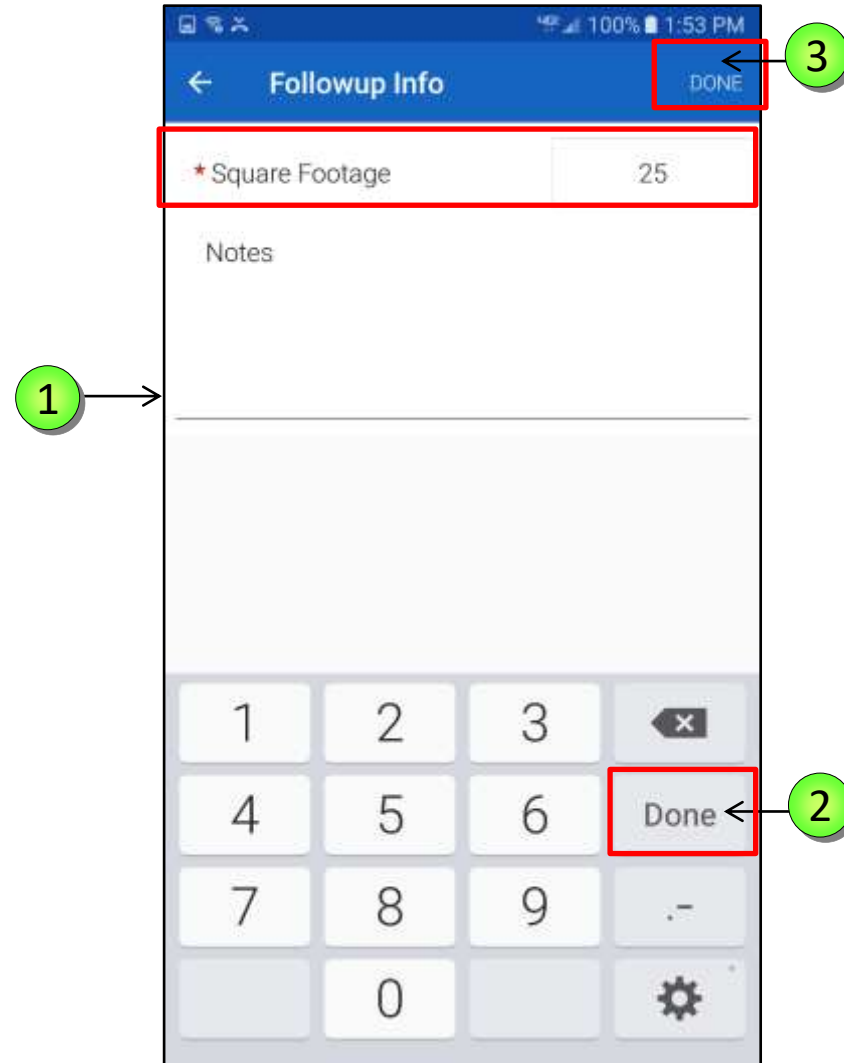 100% 1:53 PM
Followup Info
DONE
3
* Square Footage
25
Notes
1
1 2 3
4 5 6 Done
2
7 8 9 .-
0